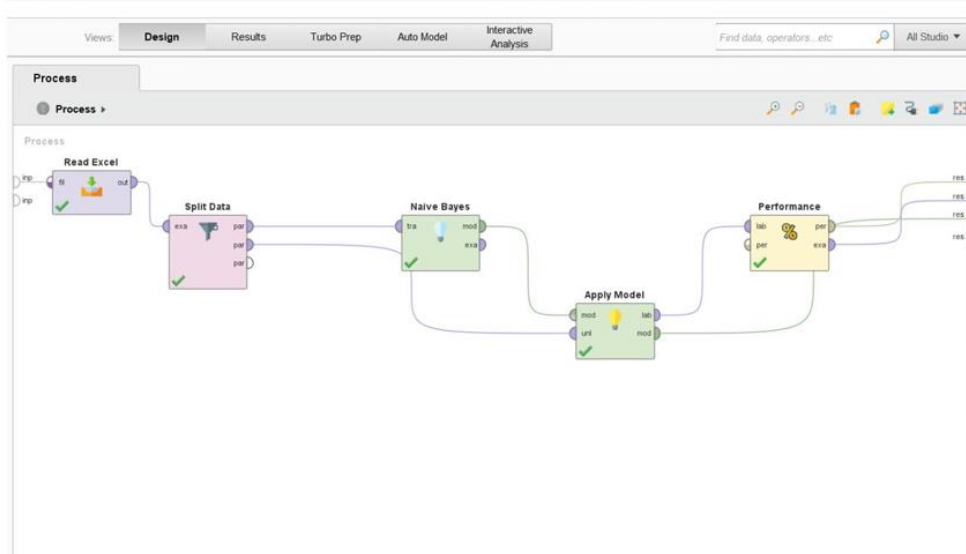 Views: Design Results Turbo Prep Auto Model Interactive Analysis Find data, operators...etc All Studio
Process
Process
Process
Read Excel
inp fil out res
inp res
Split Data Naive Bayes Performance
res
exa par tra mod lab per
res
par exa per exa
par
Apply Model
mod lab
unl mod